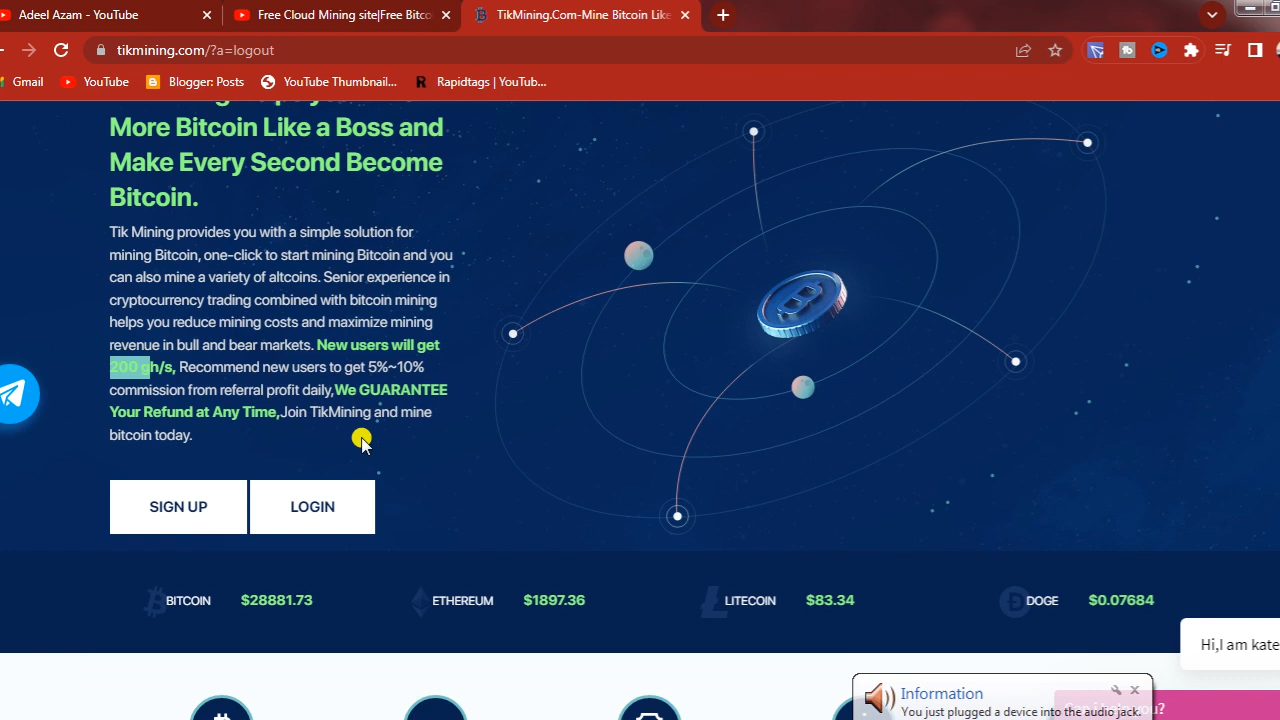 Adeel Azam - YouTube
Free Cloud Mining site|Free Bitco
TikMining.Com-Mine Bitcoin Like
tikmining.com/?a=logout
Gmail
YouTube
Blogger: Posts
YouTube Thumbnail...
Rapidtags | YouTub...
More Bitcoin Like a Boss and
Make Every Second Become
Bitcoin.
Tik Mining provides you with a simple solution for
mining Bitcoin, one-click to start mining Bitcoin and you
can also mine a variety of altcoins. Senior experience in
cryptocurrency trading combined with bitcoin mining
helps you reduce mining costs and maximize mining
revenue in bull and bear markets. New users will get
200 gh/s, Recommend new users to get 5%~10%
commission from referral profit daily,We GUARANTEE
Your Refund at Any Time,Join TikMining and mine
bitcoin today.
SIGN UP
LOGIN
BITCOIN $28881.73
ETHEREUM $1897.36
LITECOIN $83.34
DOGE $0.07684
Hi,I am kate
Information
You just plugged a device into the audio jack.